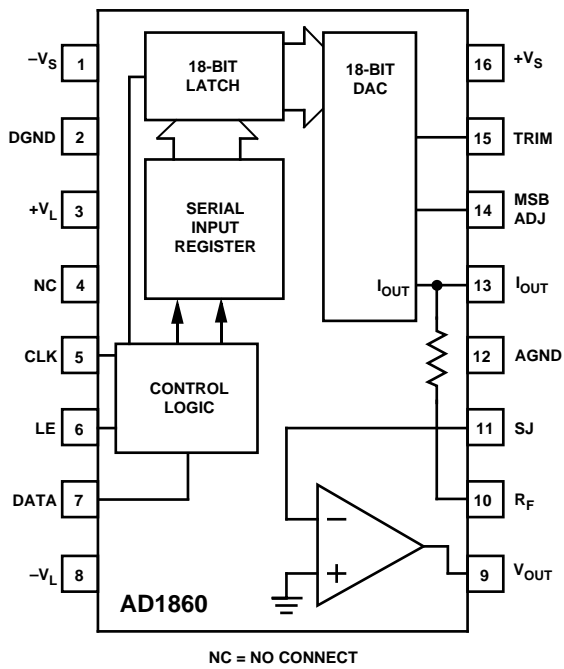 –VS 1
DGND 2
+VL 3
NC 4
CLK 5
LE 6
DATA 7
–VL 8
18-BIT
LATCH
SERIAL
INPUT
REGISTER
CONTROL
LOGIC
18-BIT
DAC
IOUT
–
+
AD1860
16 +VS
15 TRIM
14 MSB
ADJ
13 IOUT
12 AGND
11 SJ
10 RF
9 VOUT
NC = NO CONNECT